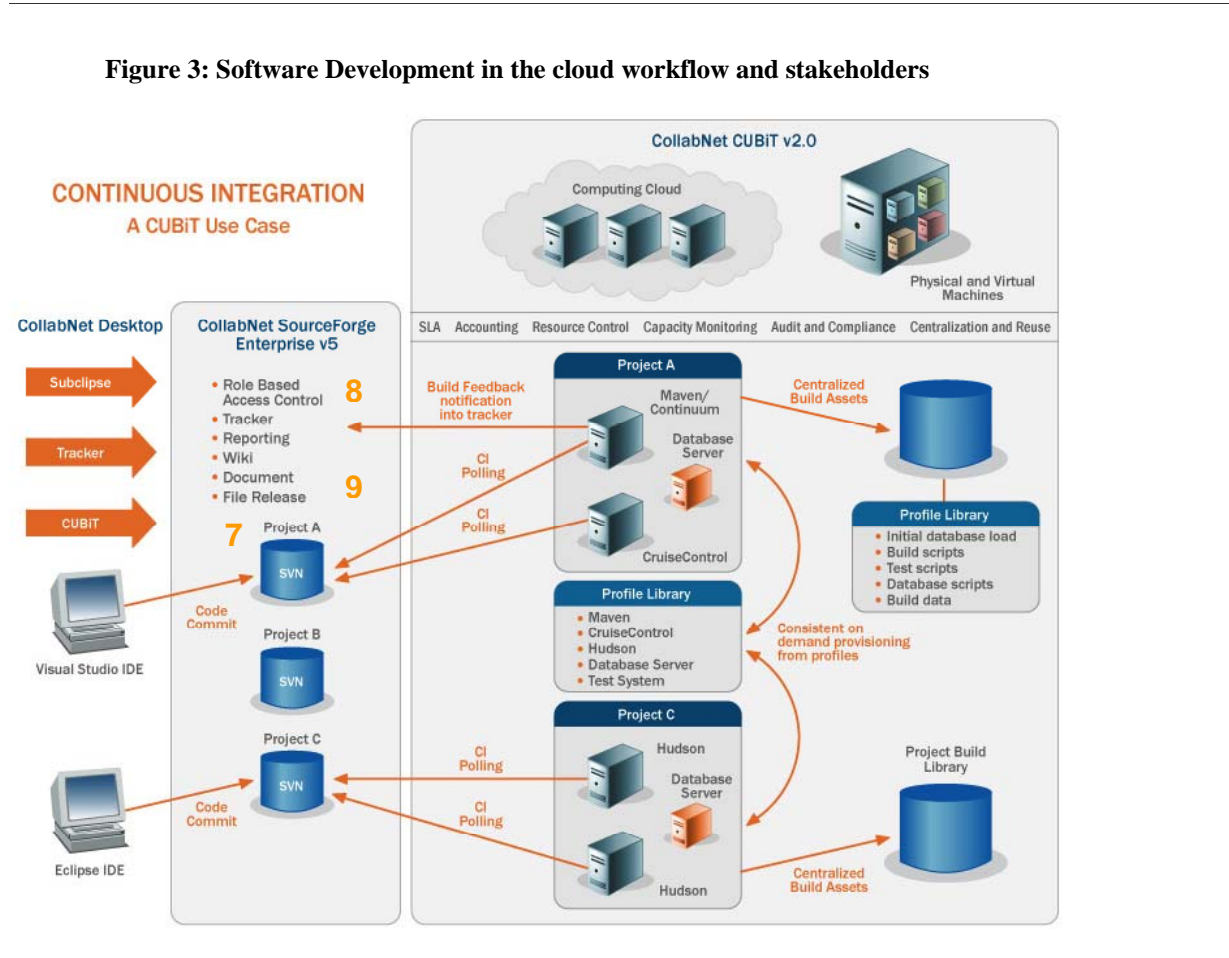 Figure 3: Software Development in the cloud workflow and stakeholders
CONTINUOUS INTEGRATION
A CUBiT Use Case
CollabNet CUBiT v2.0
Computing Cloud
Physical and Virtual
Machines
SLA Accounting Resource Control Capacity Monitoring Audit and Compliance Centralization and Reuse
CollabNet Desktop
Subclipse
Tracker
CUBiT
Visual Studio IDE
Eclipse IDE
CollabNet SourceForge
Enterprise v5
• Role Based
Access Control
8
• Tracker
• Reporting
• Wiki
• Document
• File Release
9
7
Project A
SVN
Code
Commit
Project B
SVN
Project C
SVN
Code
Commit
Build Feedback
notification
into tracker
CI
Polling
CI
Polling
CI
Polling
CI
Polling
Project A
Maven/
Continuum
Database
Server
CruiseControl
Profile Library
• Maven
• CruiseControl
• Hudson
• Database Server
• Test System
Project C
Hudson
Database
Server
Hudson
Centralized
Build Assets
Profile Library
• Initial database load
• Build scripts
• Test scripts
• Database scripts
• Build data
Consistent on
demand provisioning
from profiles
Project Build
Library
Centralized
Build Assets